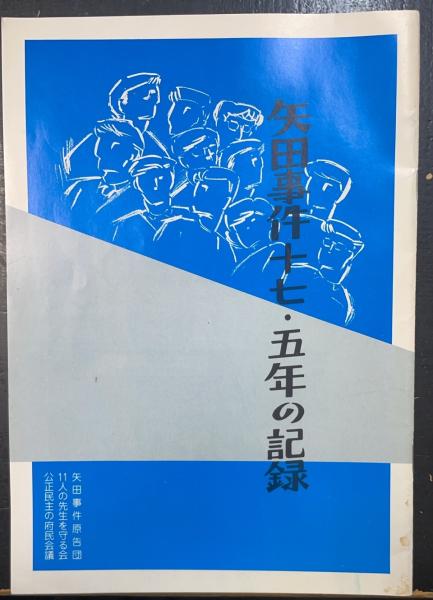 矢田事件十七・五年の記録
矢田事件原告団
11人の先生を守る会
公正民主の府民会議